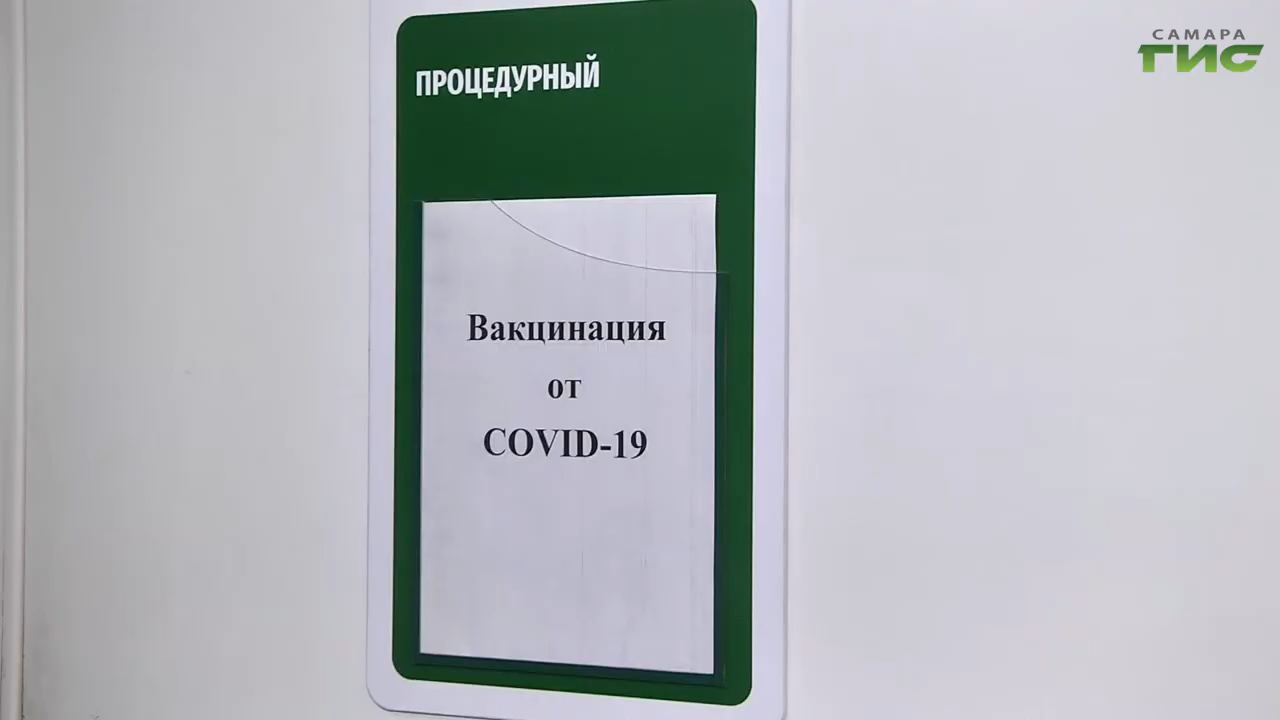 САМАРА
ГИС
ПРОЦЕДУРНЫЙ
Вакцинация
от
COVID-19